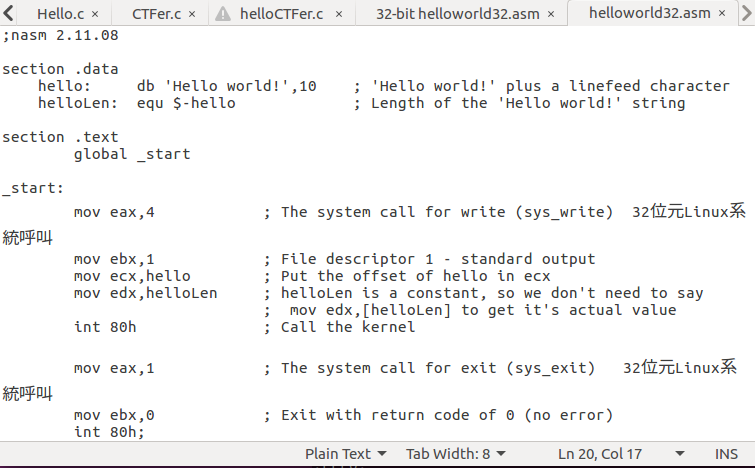 Hello.c × CTFer.c × helloCTFer.c × 32-bit helloworld32.asm × helloworld32.asm ×
;nasm 2.11.08
section .data
hello: db 'Hello world!',10 ; 'Hello world!' plus a linefeed character
helloLen: equ $-hello ; Length of the 'Hello world!' string
section .text
global _start
_start:
mov eax,4 ; The system call for write (sys_write) 32位元Linux系
統呼叫
mov ebx,1 ; File descriptor 1 - standard output
mov ecx,hello ; Put the offset of hello in ecx
mov edx,helloLen ; helloLen is a constant, so we don't need to say
; mov edx,[helloLen] to get it's actual value
int 80h ; Call the kernel
mov eax,1 ; The system call for exit (sys_exit) 32位元Linux系
統呼叫
mov ebx,0 ; Exit with return code of 0 (no error)
int 80h;
Plain Text Tab Width: 8 Ln 20, Col 17 INS